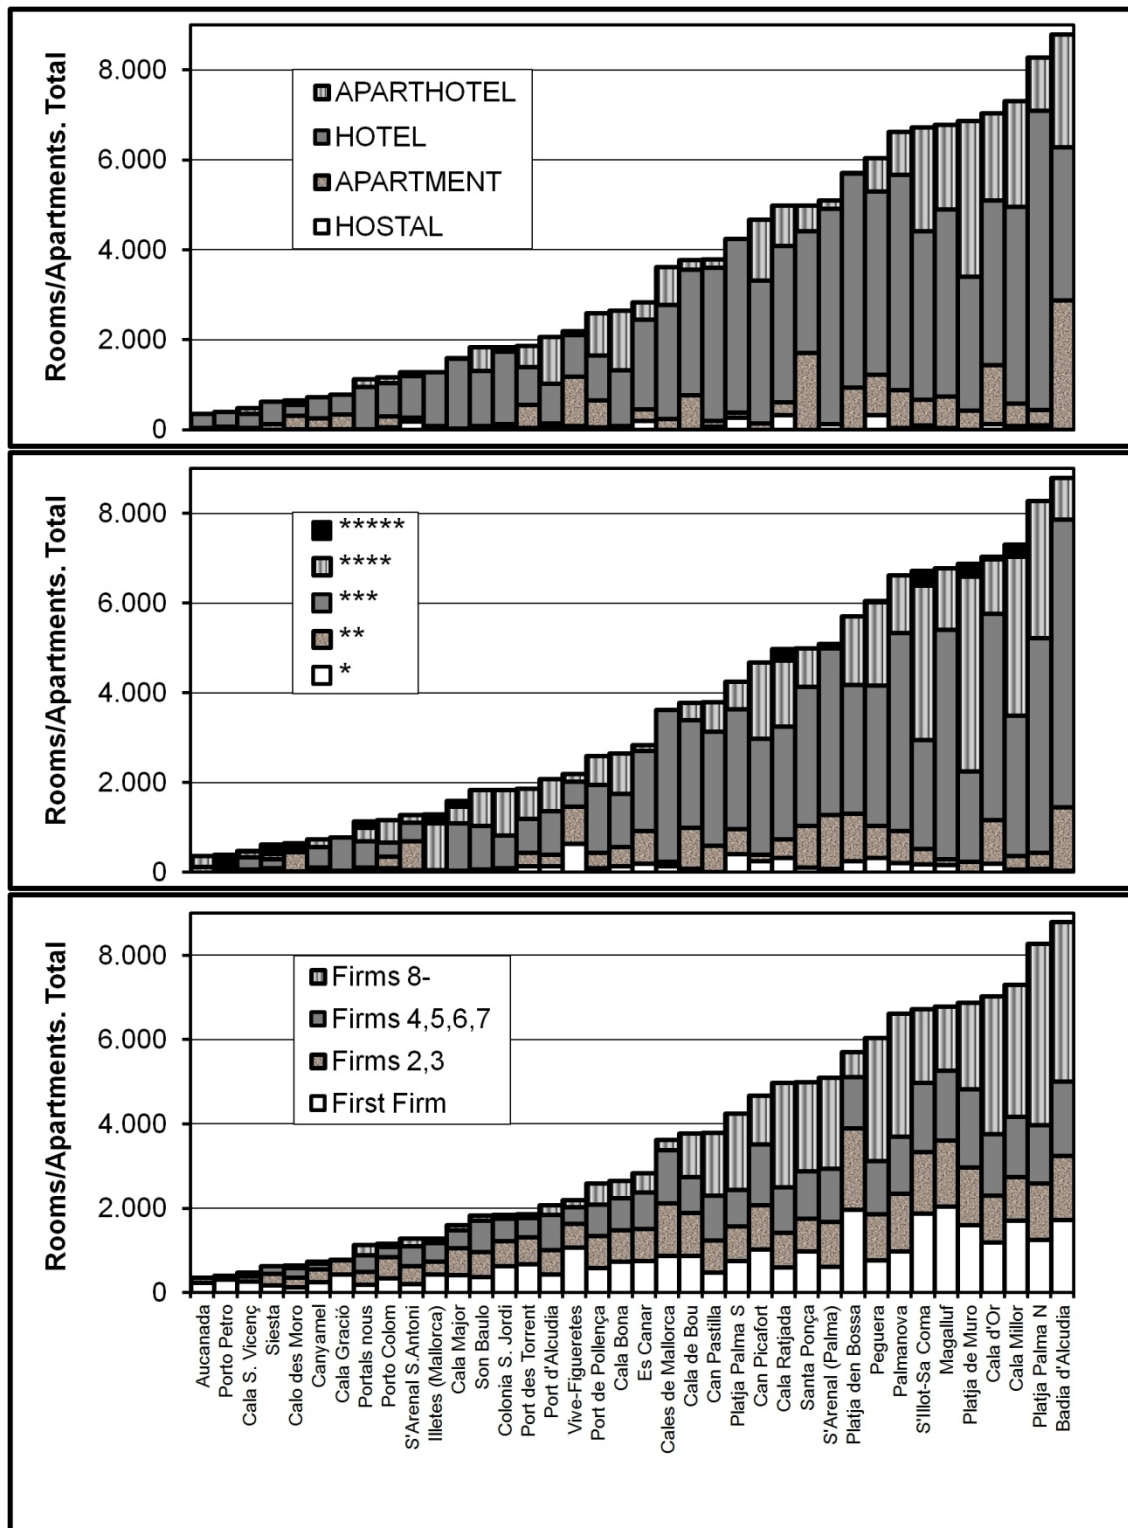 Rooms/Apartments. Total
8.000
6.000
4.000
2.000
0
APARTHOTEL
HOTEL
APARTMENT
HOSTAL
Rooms/Apartments. Total
8.000
6.000
4.000
2.000
0
*****
****
***
**
*
Rooms/Apartments. Total
8.000
6.000
4.000
2.000
0
Firms 8-
Firms 4,5,6,7
Firms 2,3
First Firm
Aucanada
Porto Petro
Cala S. Vicenç
Siesta
Calo des Moro
Canyamel
Cala Gració
Portals nous
Porto Colom
S'Arenal S.Antoni
Illetes (Mallorca)
Cala Major
Son Baulo
Colonia S. Jordi
Port des Torrent
Port d'Alcudia
Vive-Figueretes
Port de Pollença
Cala Bona
Es Canar
Cales de Mallorca
Cala de Bou
Can Pastilla
Platja Palma S
Can Picafort
Cala Ratjada
Santa Ponça
S'Arenal (Palma)
Platja den Bossa
Peguera
Palmanova
S'Illot-Sa Coma
Magalluf
Platja de Muro
Cala d'Or
Cala Millor
Platja Palma N
Badia d'Alcudia